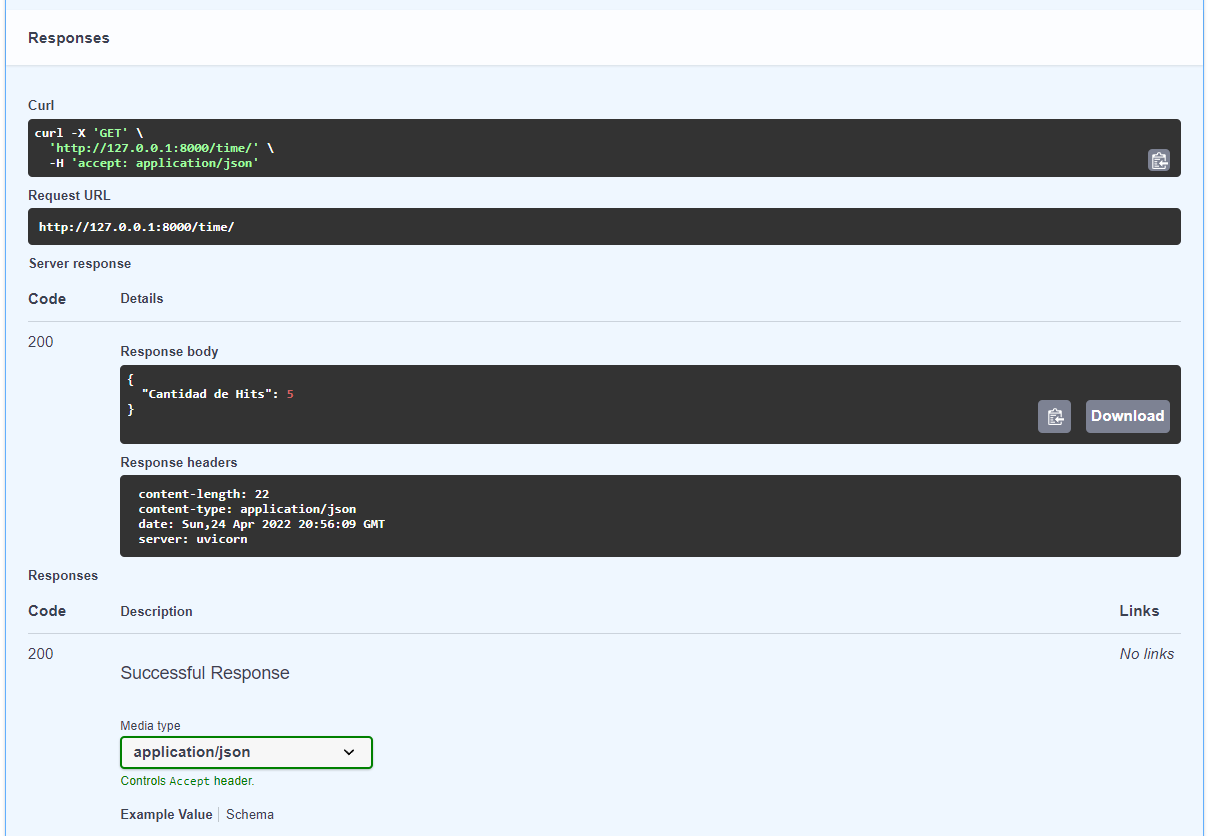 Responses
Curl
curl -X 'GET' \
  'http://127.0.0.1:8000/time/' \
  -H 'accept: application/json'
Request URL
http://127.0.0.1:8000/time/
Server response
Code Details
200
Response body
{
  "Cantidad de Hits": 5
}
Download
Response headers
content-length: 22
content-type: application/json
date: Sun,24 Apr 2022 20:56:09 GMT
server: uvicorn
Responses
Code Description Links
200 No links
Successful Response
Media type
application/json
Controls Accept header.
Example Value Schema